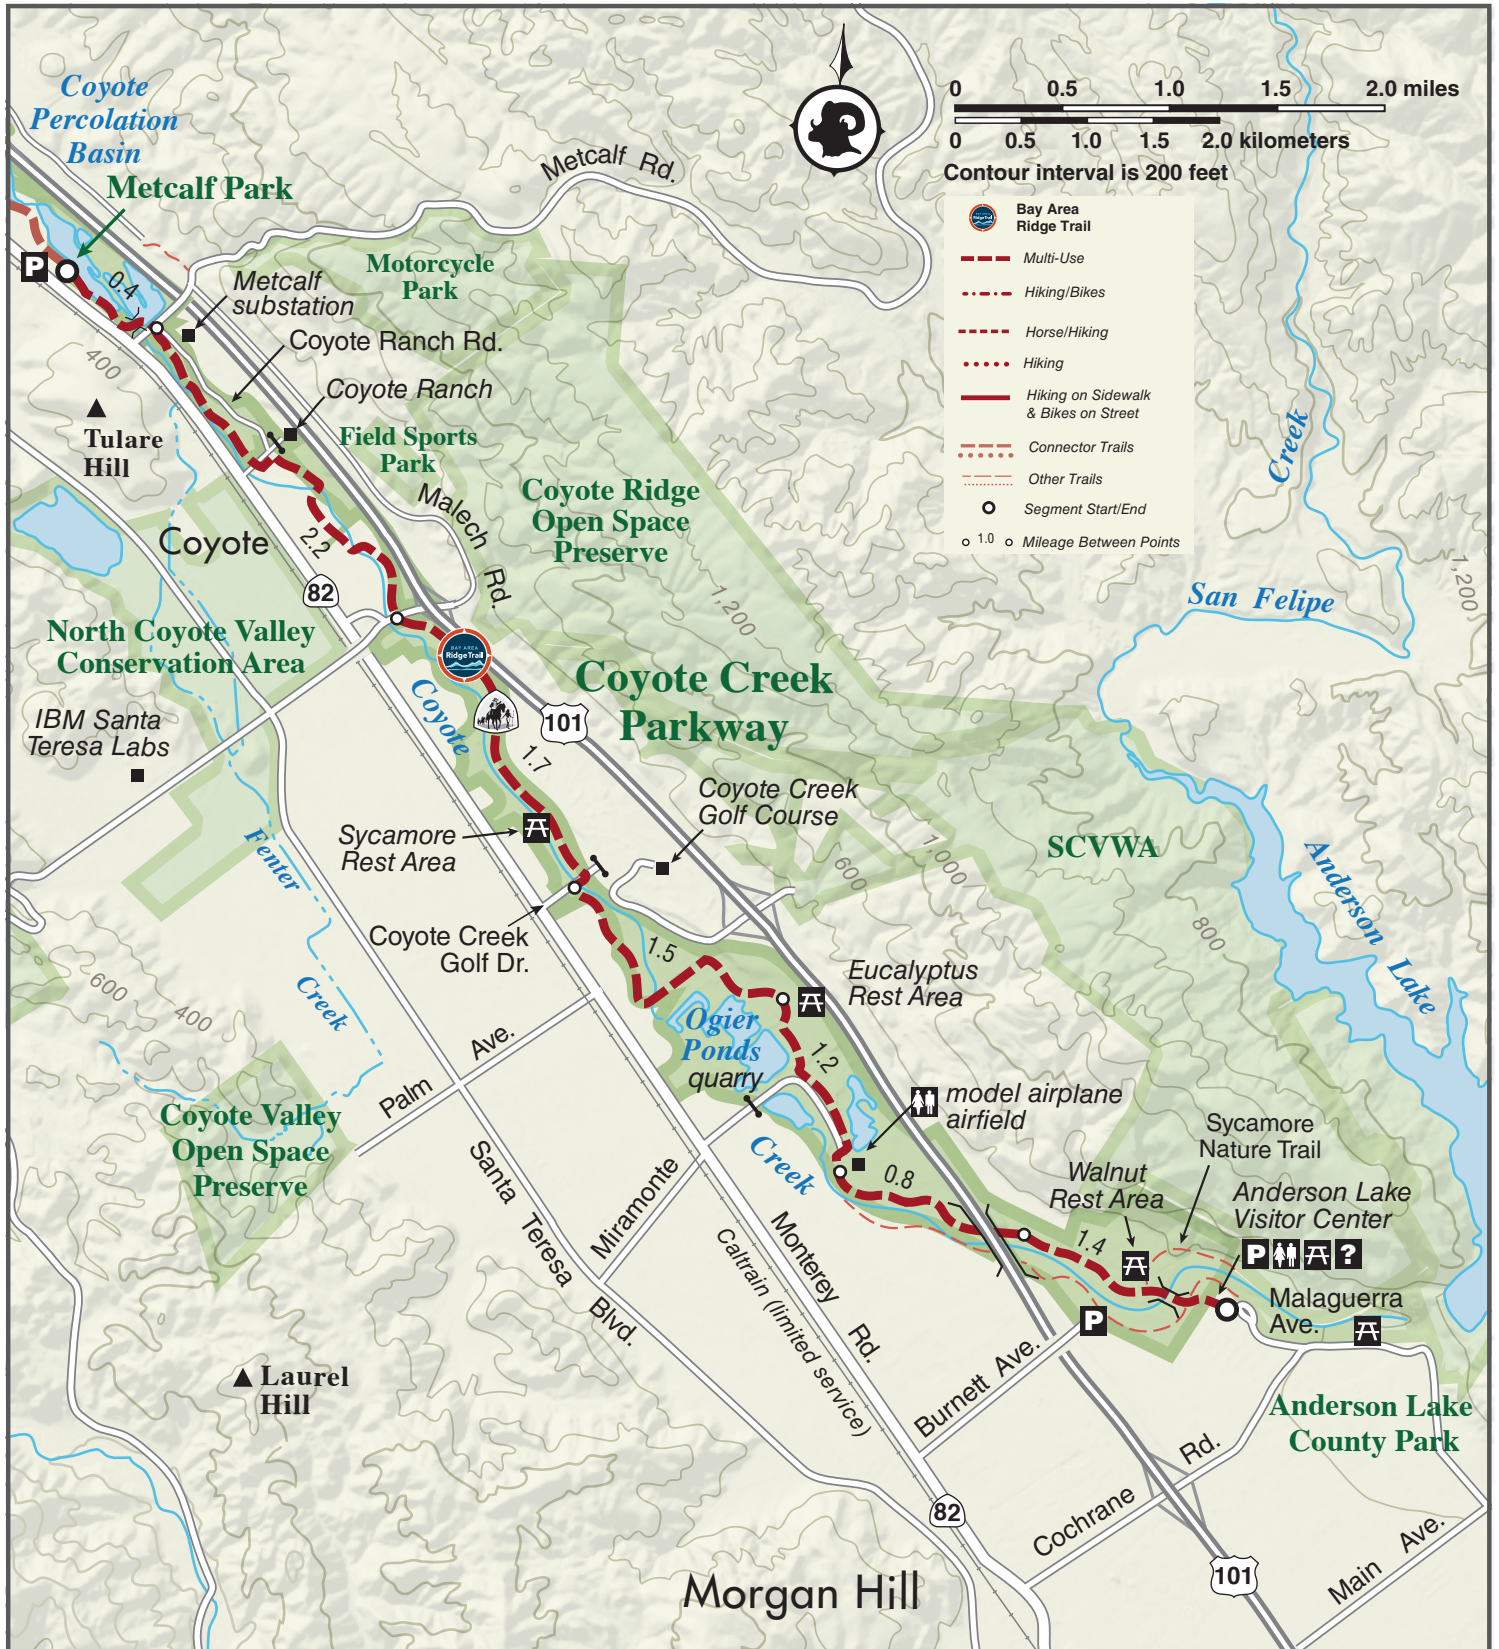 Coyote
Percolation
Basin
Metcalf Park
P
0.4
Metcalf
substation
Coyote Ranch Rd.
Coyote Ranch
400
Tulare
Hill
Metcalf Rd.
Motorcycle
Park
Field Sports
Park
Malech Rd.
Coyote Ridge
Open Space
Preserve
0 0.5 1.0 1.5 2.0 miles
0 0.5 1.0 1.5 2.0 kilometers
Contour interval is 200 feet
Bay Area
Ridge Trail
Multi-Use
Hiking/Bikes
Horse/Hiking
Hiking
Hiking on Sidewalk
& Bikes on Street
Connector Trails
Other Trails
Segment Start/End
1.0 Mileage Between Points
Creek
San Felipe
1,200
1,200
Coyote
2.2
82
North Coyote Valley
Conservation Area
BAY AREA
Ridge Trail
Coyote Creek
Parkway
Coyote
101
IBM Santa
Teresa Labs
1.7
Sycamore
Rest Area
Coyote Creek
Golf Course
Fenter
Creek
Coyote Creek
Golf Dr.
600
1,000
SCVWA
800
Anderson
Lake
1.5
Eucalyptus
Rest Area
600
400
Palm Ave.
Ogier
Ponds
quarry
1.2
model airplane
airfield
Coyote Valley
Open Space
Preserve
Creek
0.8
Santa Teresa Blvd.
Miramonte
Monterey Rd.
Caltrain (limited service)
Walnut
Rest Area
1.4
Sycamore
Nature Trail
Anderson Lake
Visitor Center
P ?
Malaguerra
Ave.
P
Burnett Ave.
Laurel
Hill
Anderson Lake
County Park
Cochrane Rd.
82
101
Main Ave.
Morgan Hill